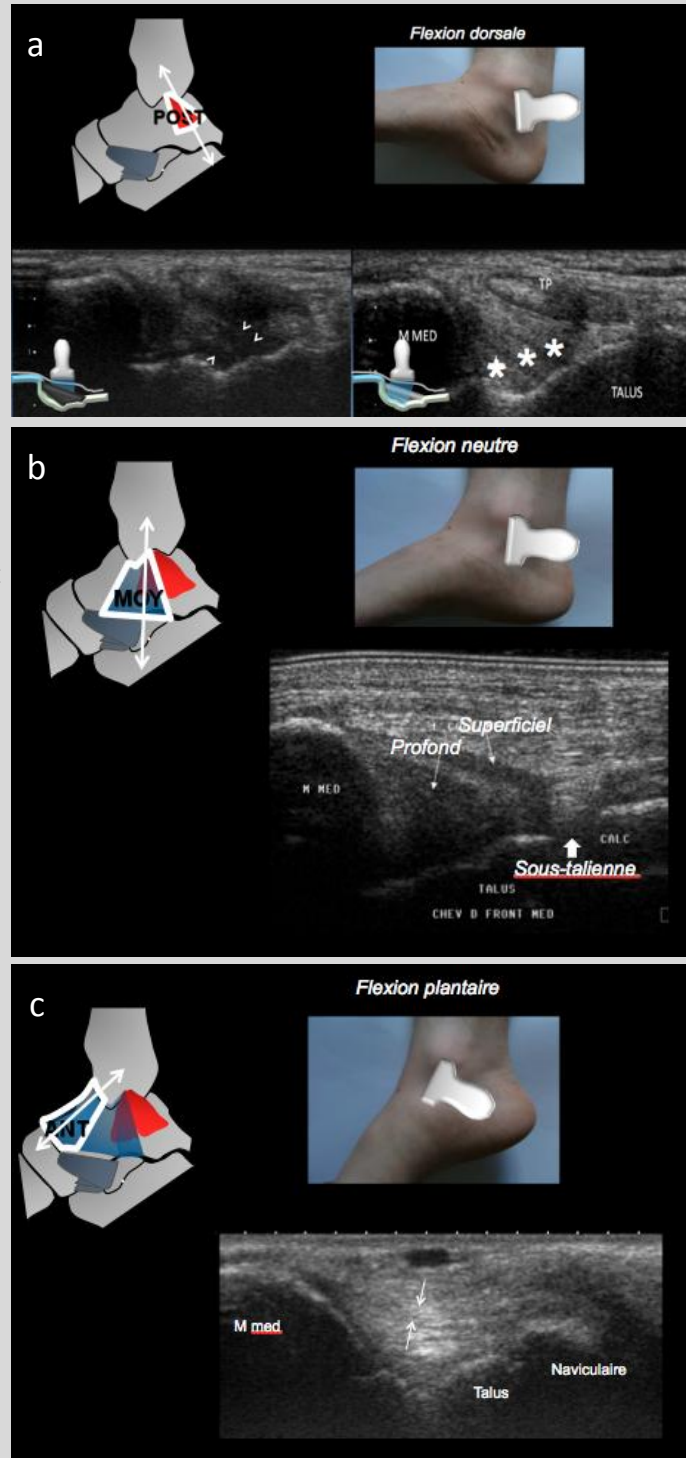 a
Flexion dorsale
POST
TP
M MED
TALUS
b
Flexion neutre
MOY
Superficiel
Profond
M MED
CALC
Sous-talienne
TALUS
CHEV D FRONT MED
c
Flexion plantaire
ANT
M med
Naviculaire
Talus